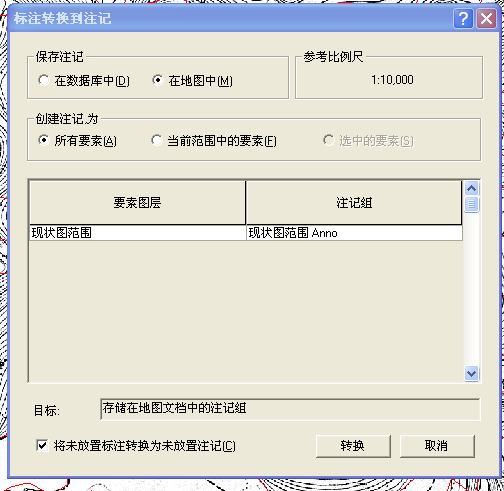 标注转换到注记
保存注记
在数据库中(D)
在地图中(M)
参考比例尺
1:10,000
创建注记,为
所有要素(A)
当前范围中的要素(F)
选中的要素(S)
要素图层
注记组
现状图范围
现状图范围 Anno
目标:
存储在地图文档中的注记组
将未放置标注转换为未放置注记(C)
转换
取消